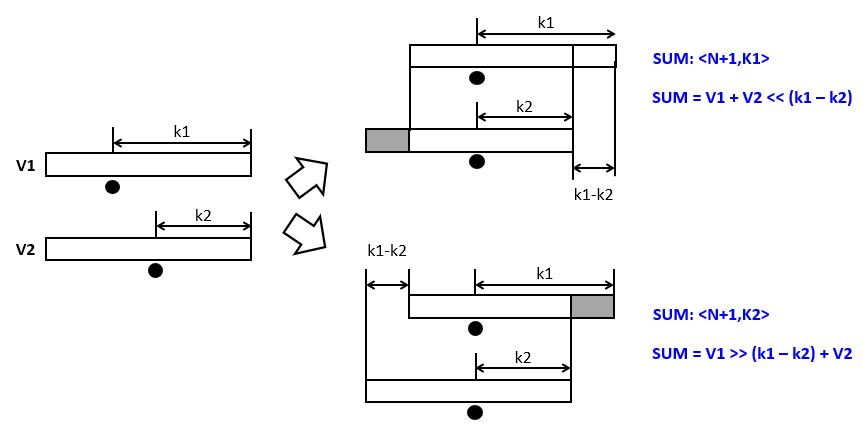 V1
k1
V2
k2
k1
k2
k1-k2
SUM: <N+1,K1>
SUM = V1 + V2 << (k1 – k2)
k1-k2
k1
k2
SUM: <N+1,K2>
SUM = V1 >> (k1 – k2) + V2